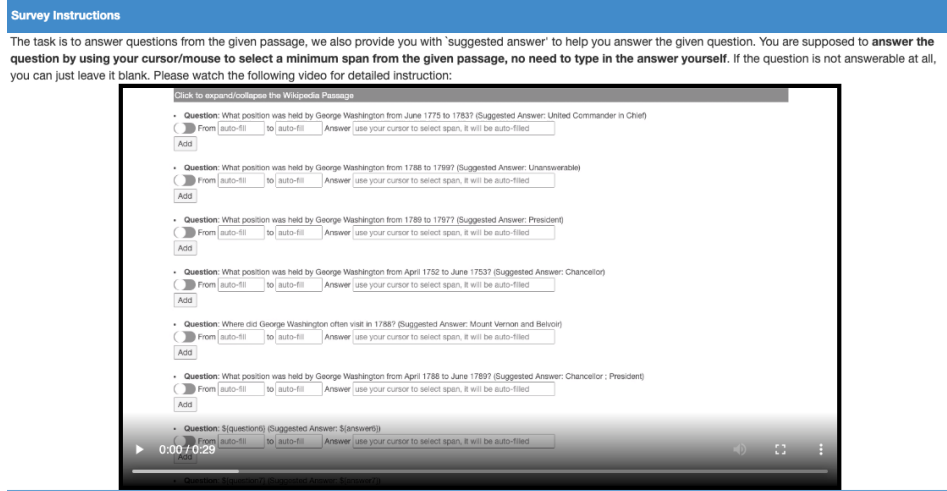 Survey Instructions
The task is to answer questions from the given passage, we also provide you with `suggested answer' to help you answer the given question. You are supposed to answer the
question by using your cursor/mouse to select a minimum span from the given passage, no need to type in the answer yourself. If the question is not answerable at all,
you can just leave it blank. Please watch the following video for detailed instruction:
Click to expand/collapse the Wikipedia Passage
• Question: What position was held by George Washington from June 1775 to 1783? (Suggested Answer: United Commander in Chief)
From auto-fill to auto-fill Answer use your cursor to select span, it will be auto-filled
Add
• Question: What position was held by George Washington from 1788 to 1799? (Suggested Answer: Unanswerable)
From auto-fill to auto-fill Answer use your cursor to select span, it will be auto-filled
Add
• Question: What position was held by George Washington from 1789 to 1797? (Suggested Answer: President)
From auto-fill to auto-fill Answer use your cursor to select span, it will be auto-filled
Add
• Question: What position was held by George Washington from April 1752 to June 1753? (Suggested Answer: Chancellor)
From auto-fill to auto-fill Answer use your cursor to select span, it will be auto-filled
Add
• Question: Where did George Washington often visit in 1788? (Suggested Answer: Mount Vernon and Belvoir)
From auto-fill to auto-fill Answer use your cursor to select span, it will be auto-filled
Add
• Question: What position was held by George Washington from April 1788 to June 1789? (Suggested Answer: Chancellor ; President)
From auto-fill to auto-fill Answer use your cursor to select span, it will be auto-filled
Add
• Question: ${question6} (Suggested Answer: ${answer6})
From auto-fill to auto-fill Answer use your cursor to select span, it will be auto-filled
0:00 / 0:29
Add
• Question: ${question7} (Suggested Answer: ${answer7})